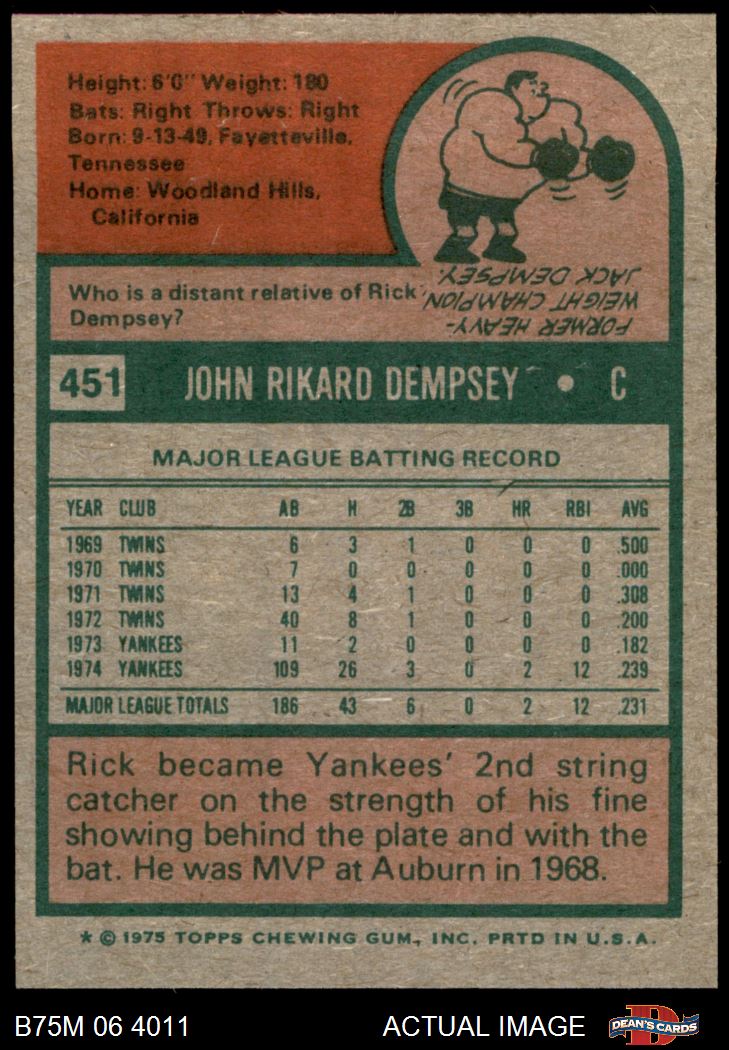 Height: 6'0" Weight: 180
Bats: Right Throws: Right
Born: 9-13-49, Fayetteville,
Tennessee
Home: Woodland Hills,
California
Who is a distant relative of Rick
Dempsey?
FORMER HEAVY-
WEIGHT CHAMPION,
JACK DEMPSEY.
451 JOHN RIKARD DEMPSEY • C
MAJOR LEAGUE BATTING RECORD
YEAR CLUB AB H 2B 3B HR RBI AVG
1969 TWINS 6 3 1 0 0 0 .500
1970 TWINS 7 0 0 0 0 0 .000
1971 TWINS 13 4 1 0 0 0 .308
1972 TWINS 40 8 1 0 0 0 .200
1973 YANKEES 11 2 0 0 0 0 .182
1974 YANKEES 109 26 3 0 2 12 .239
MAJOR LEAGUE TOTALS 186 43 6 0 2 12 .231
Rick became Yankees' 2nd string
catcher on the strength of his fine
showing behind the plate and with the
bat. He was MVP at Auburn in 1968.
* © 1975 TOPPS CHEWING GUM, INC. PRTD IN U.S.A.
B75M 06 4011 ACTUAL IMAGE DEAN'S CARDS